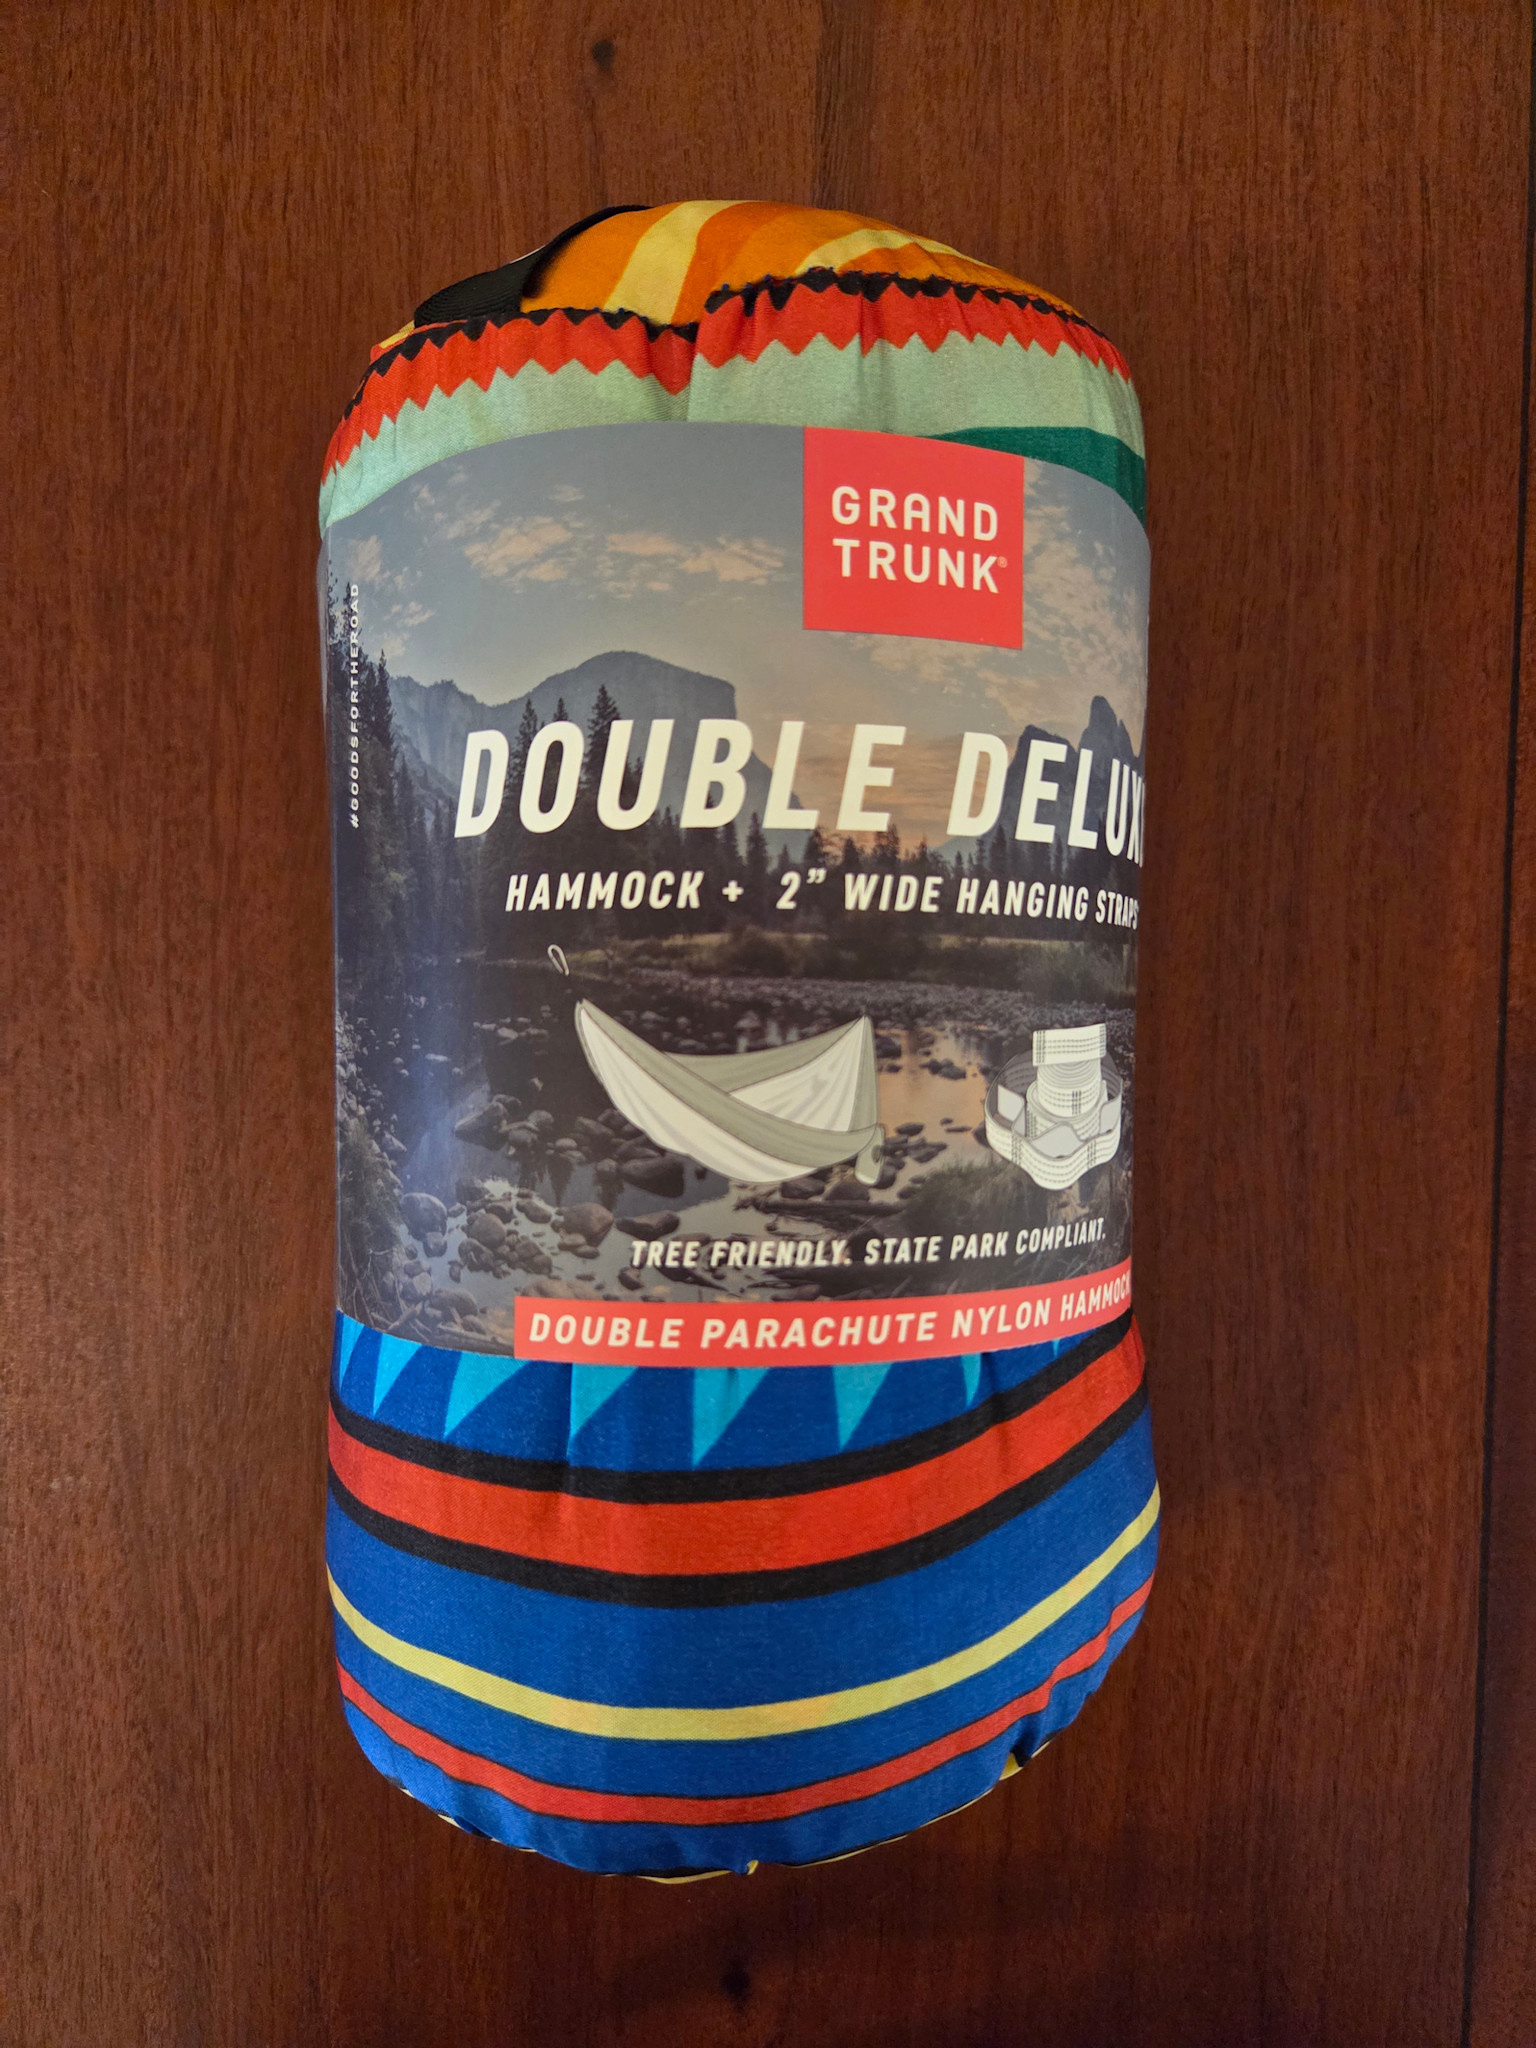 GRAND
TRUNK®
#GOODSFORTHEROAD
DOUBLE DELUX
HAMMOCK + 2” WIDE HANGING STRAPS
TREE FRIENDLY. STATE PARK COMPLIANT.
DOUBLE PARACHUTE NYLON HAMMOCK